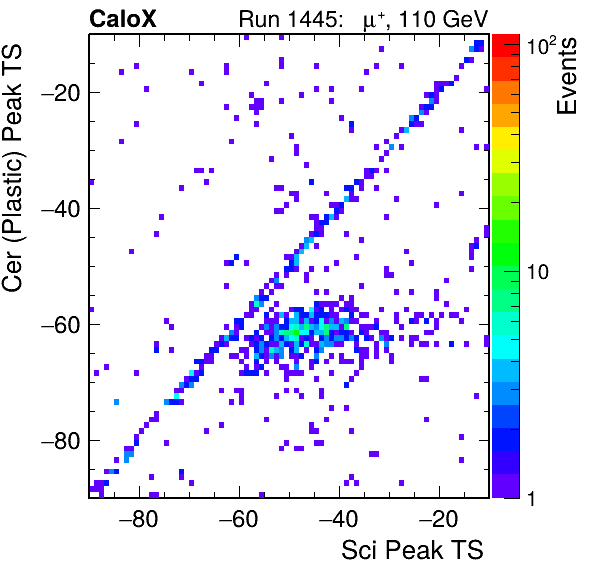 CaloX Run 1445: μ⁺, 110 GeV
Cer (Plastic) Peak TS
−20
−40
−60
−80
−80 −60 −40 −20
Sci Peak TS
10²
10
1
Events